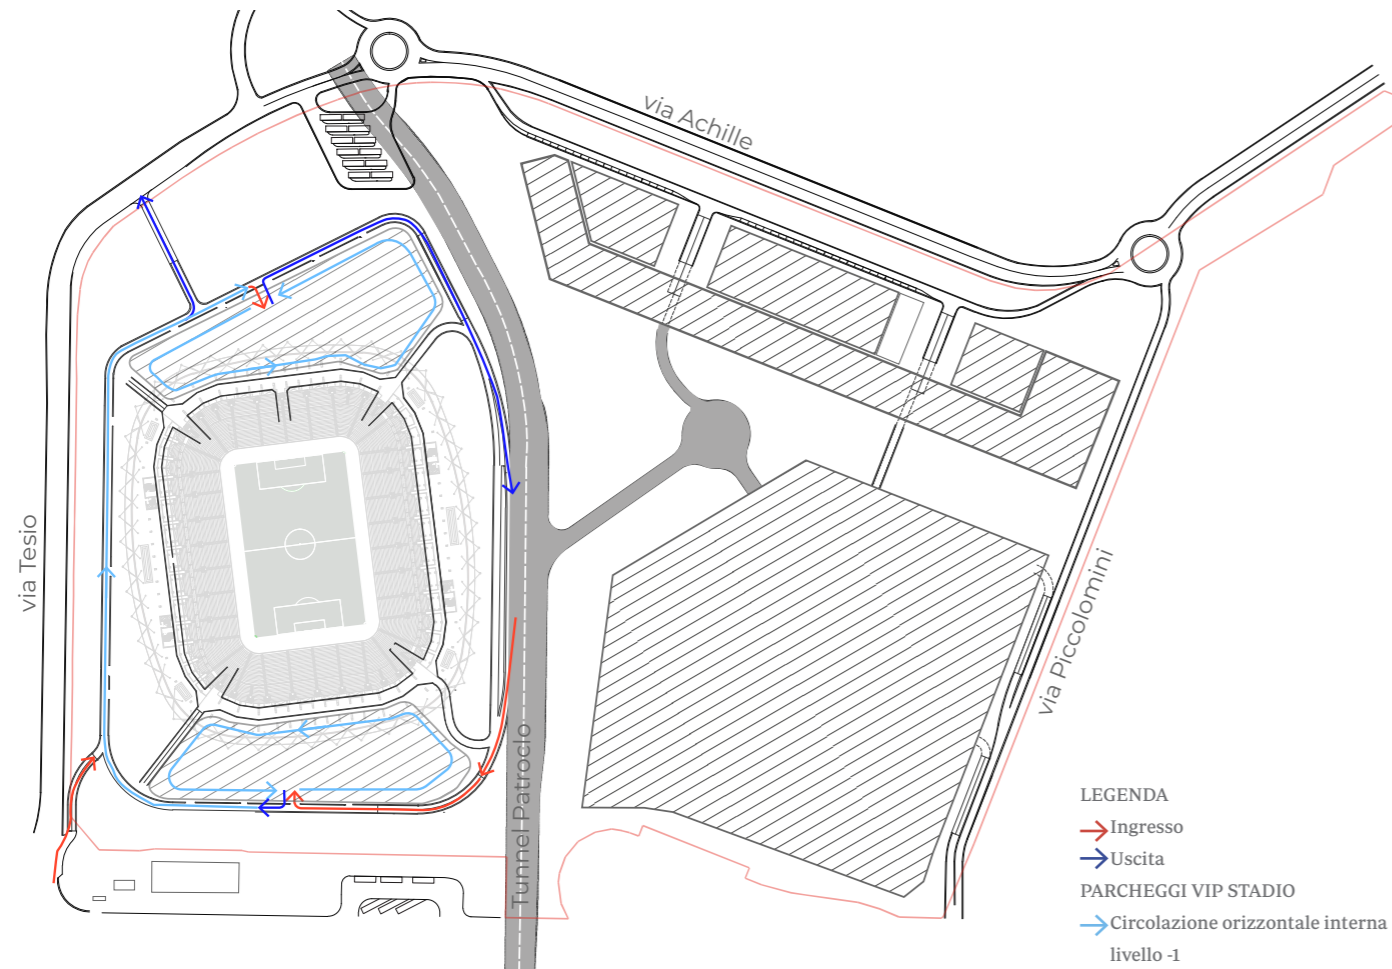 via Achille
via Tesio
via Piccolomini
Tunnel Patroclo
LEGENDA
Ingresso
Uscita
PARCHEGGI VIP STADIO
Circolazione orizzontale interna
livello -1